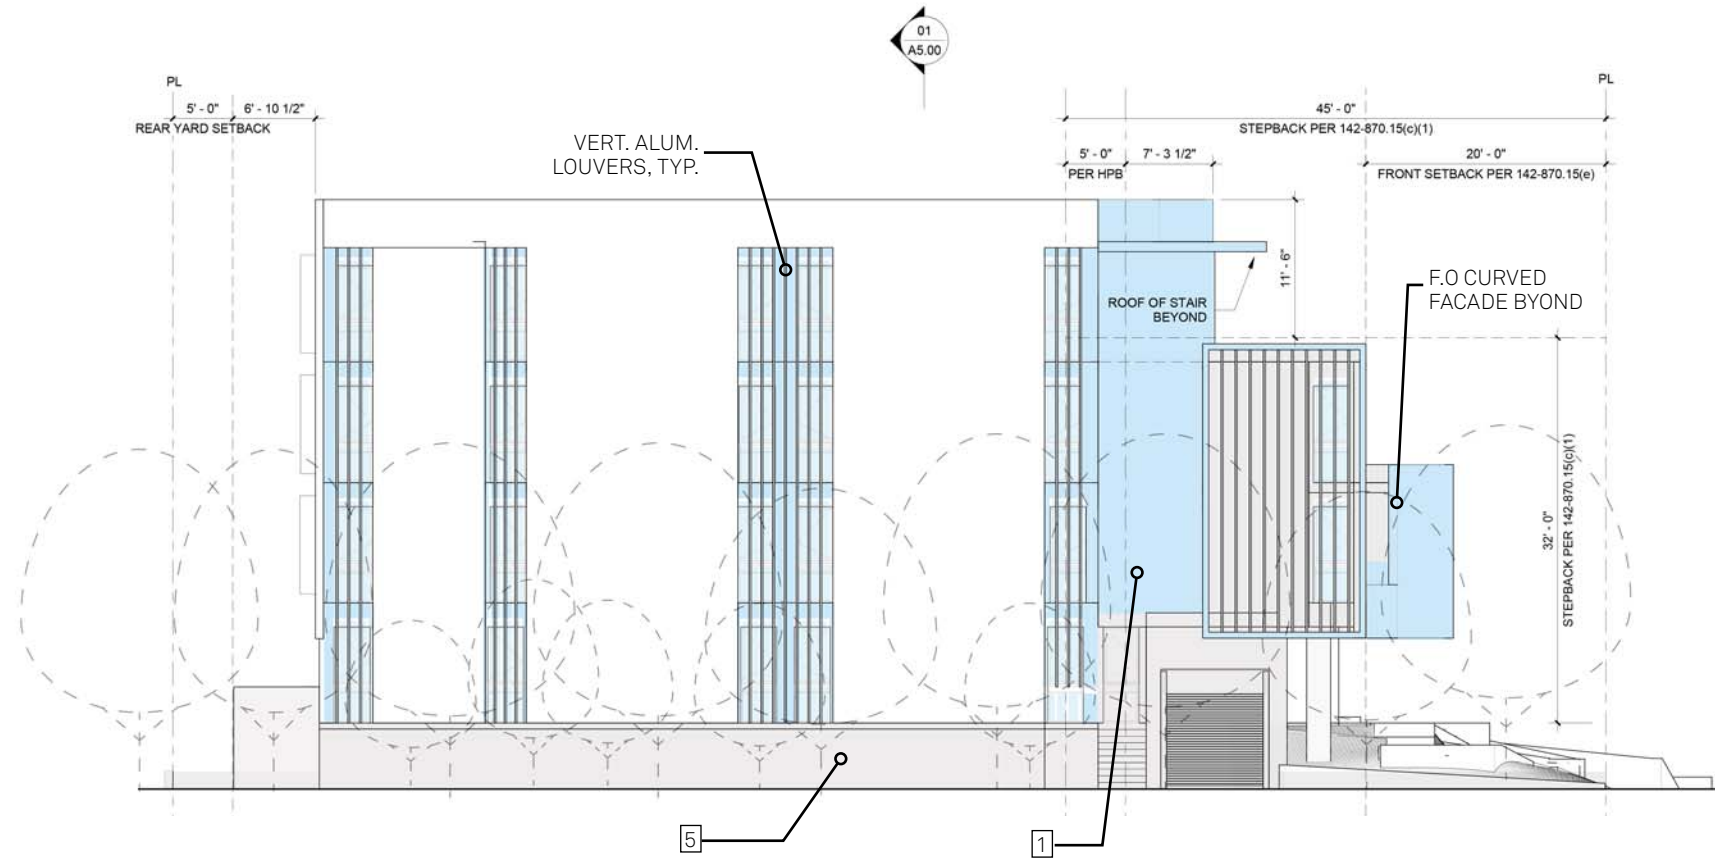 01
A5.00
PL
PL
5' - 0"
6' - 10 1/2"
REAR YARD SETBACK
45' - 0"
STEPBACK PER 142-870.15(c)(1)
VERT. ALUM.
LOUVERS, TYP.
5' - 0"
7' - 3 1/2"
PER HPB
20' - 0"
FRONT SETBACK PER 142-870.15(e)
11' - 6"
ROOF OF STAIR
BEYOND
F.O CURVED
FACADE BYOND
32' - 0"
STEPBACK PER 142-870.15(c)(1)
5
1